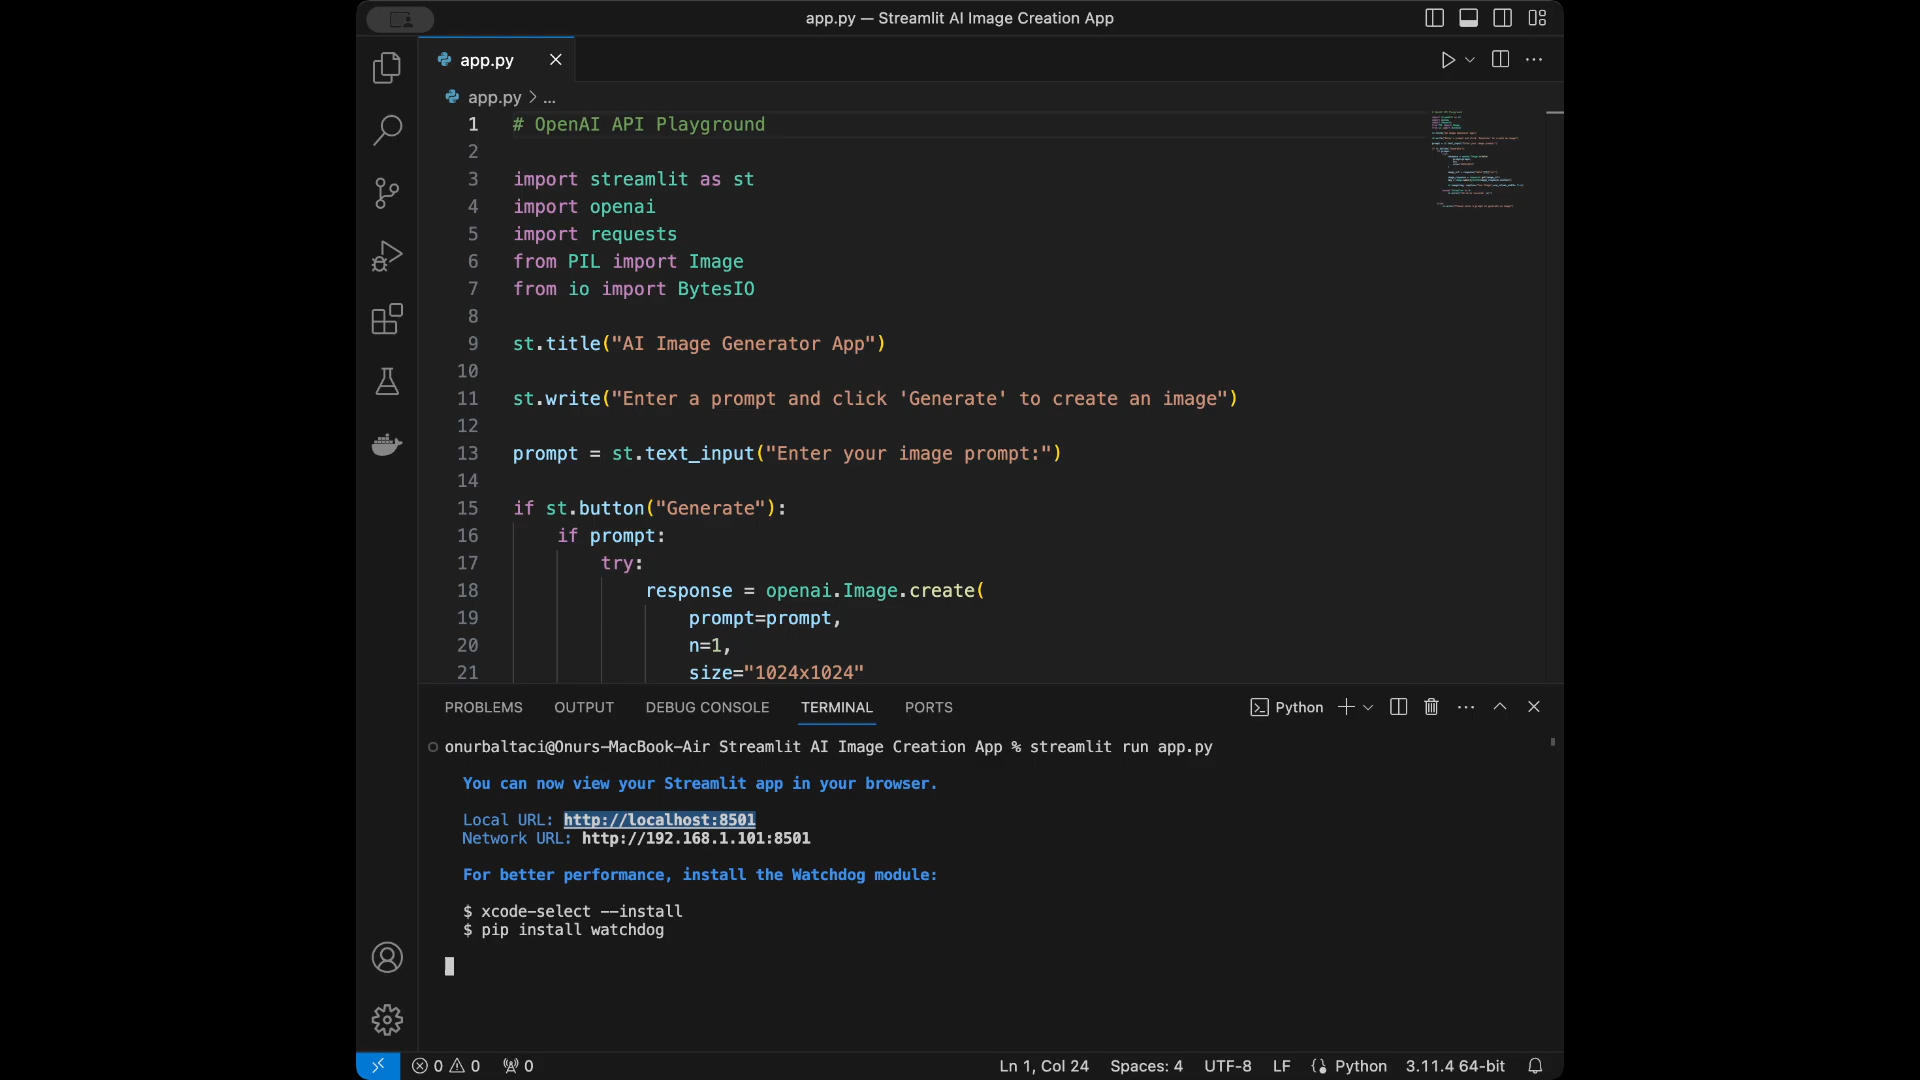 app.py — Streamlit AI Image Creation App
app.py
app.py > ...
1 # OpenAI API Playground
2
3 import streamlit as st
4 import openai
5 import requests
6 from PIL import Image
7 from io import BytesIO
8
9 st.title("AI Image Generator App")
10
11 st.write("Enter a prompt and click 'Generate' to create an image")
12
13 prompt = st.text_input("Enter your image prompt:")
14
15 if st.button("Generate"):
16 if prompt:
17 try:
18 response = openai.Image.create(
19 prompt=prompt,
20 n=1,
21 size="1024x1024"
PROBLEMS OUTPUT DEBUG CONSOLE TERMINAL PORTS Python
onurbaltaci@Onurs-MacBook-Air Streamlit AI Image Creation App % streamlit run app.py
You can now view your Streamlit app in your browser.
Local URL: http://localhost:8501
Network URL: http://192.168.1.101:8501
For better performance, install the Watchdog module:
$ xcode-select --install
$ pip install watchdog
0 0 0 Ln 1, Col 24 Spaces: 4 UTF-8 LF Python 3.11.4 64-bit